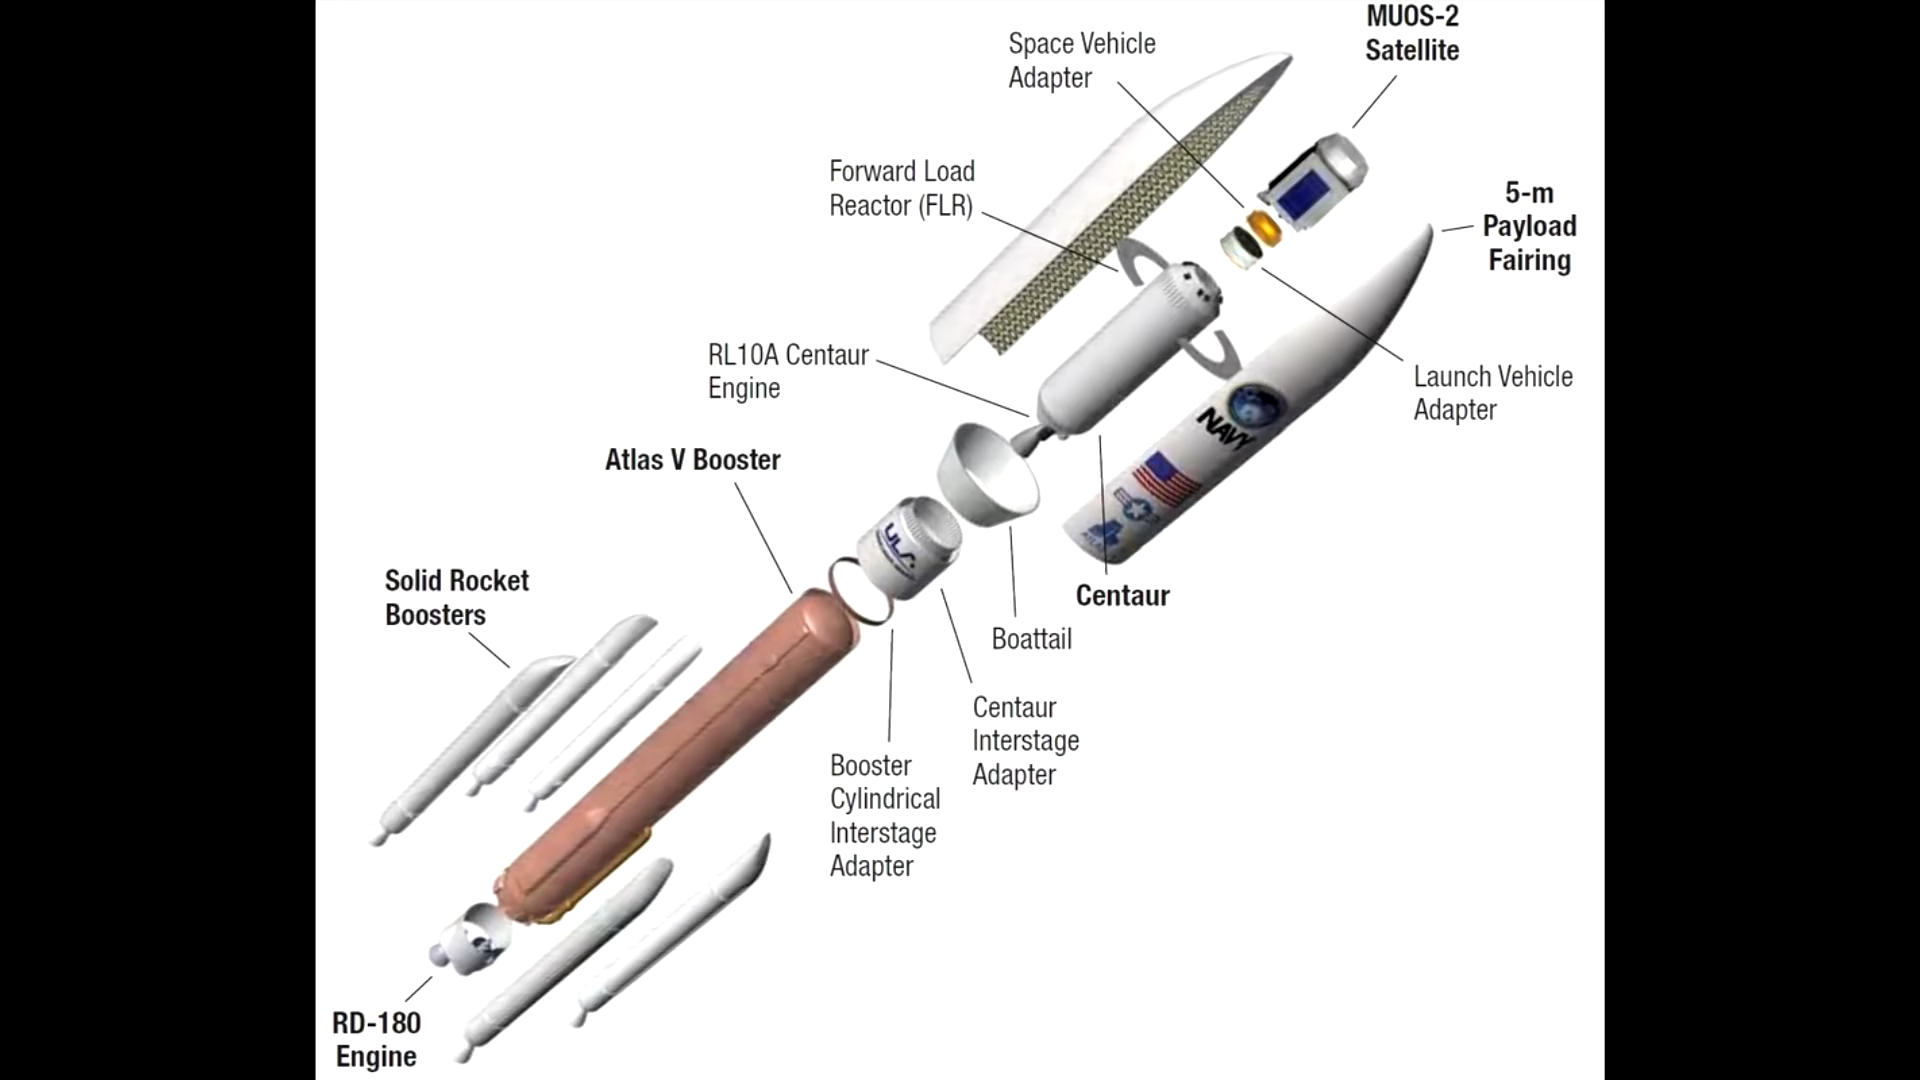 MUOS-2
Satellite
Space Vehicle
Adapter
Forward Load
Reactor (FLR)
5-m
Payload
Fairing
RL10A Centaur
Engine
Launch Vehicle
Adapter
NAVY
Atlas V Booster
ULA
Centaur
Solid Rocket
Boosters
Boattail
Centaur
Interstage
Adapter
Booster
Cylindrical
Interstage
Adapter
RD-180
Engine